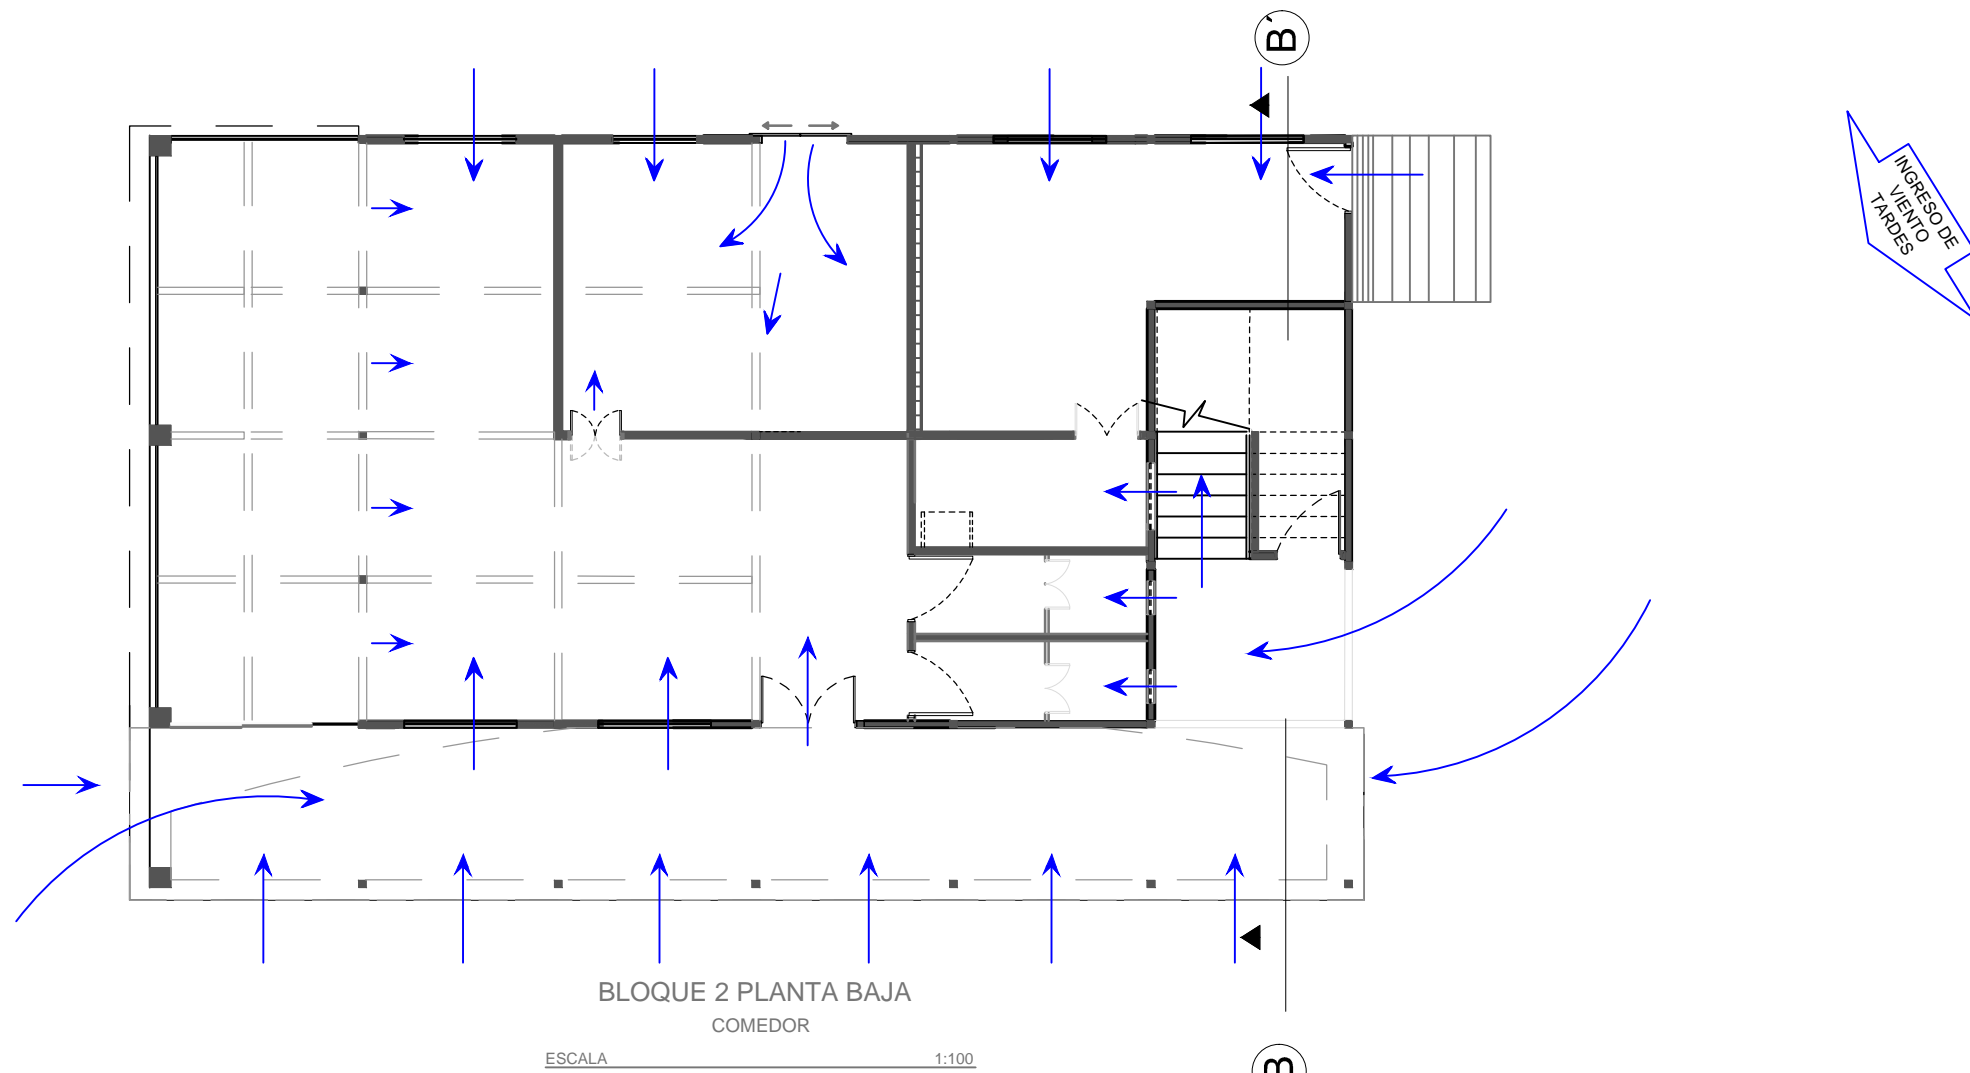 B´
INGRESO DE
VIENTO
TARDES
BLOQUE 2 PLANTA BAJA
COMEDOR
ESCALA 1:100
B